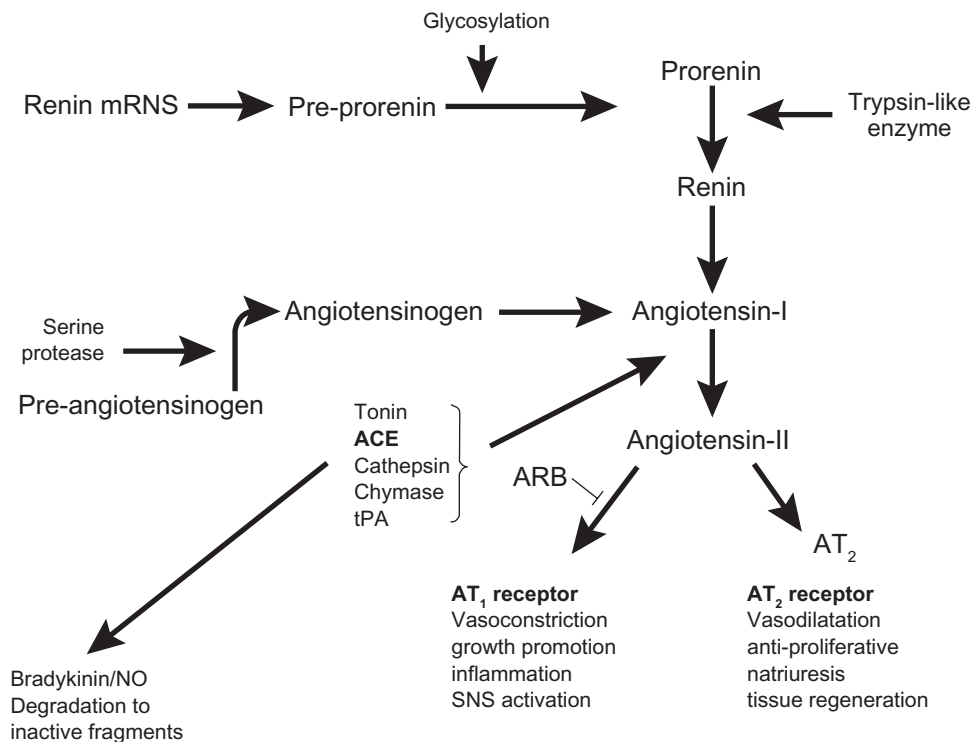 Glycosylation
Renin mRNS
Pre-prorenin
Prorenin
Trypsin-like
enzyme
Renin
Serine
protease
Angiotensinogen
Angiotensin-I
Pre-angiotensinogen
Tonin
ACE
Cathepsin
Chymase
tPA
Angiotensin-II
ARB
AT₂
AT₁ receptor
Vasoconstriction
growth promotion
inflammation
SNS activation
AT₂ receptor
Vasodilatation
anti-proliferative
natriuresis
tissue regeneration
Bradykinin/NO
Degradation to
inactive fragments